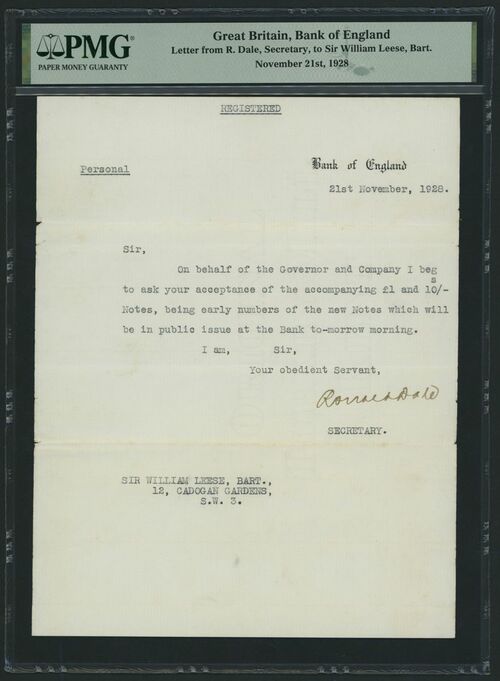 PMG
PAPER MONEY GUARANTY
Great Britain, Bank of England
Letter from R. Dale, Secretary, to Sir William Leese, Bart.
November 21st, 1928
REGISTERED
Personal
Bank of England
21st November, 1928.
Sir,
On behalf of the Governor and Company I beg
to ask your acceptance of the accompanying £1 and 10s/-
Notes, being early numbers of the new Notes which will
be in public issue at the Bank to-morrow morning.
I am, Sir,
Your obedient Servant,
Ronald Dale
SECRETARY.
SIR WILLIAM LEESE, BART.,
12, CADOGAN GARDENS,
S.W. 3.